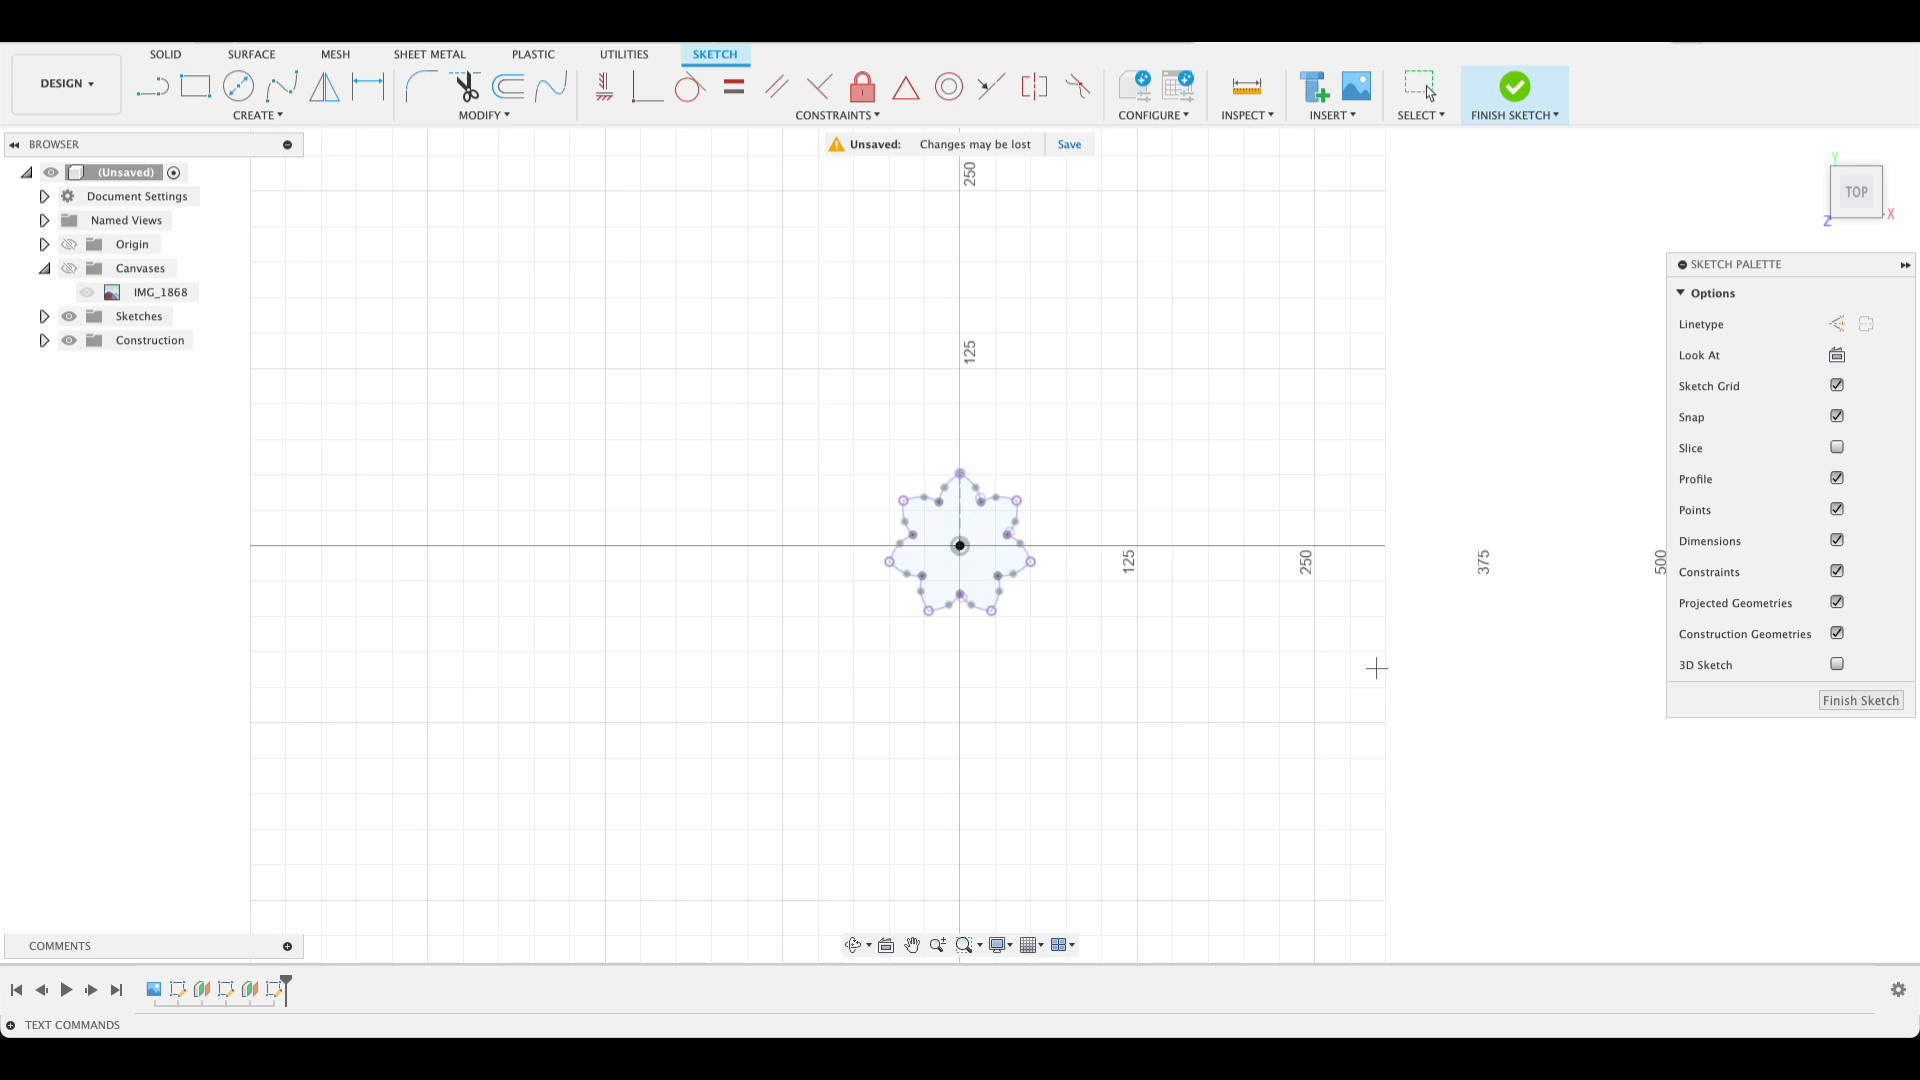 SOLID SURFACE MESH SHEET METAL PLASTIC UTILITIES SKETCH
DESIGN
CREATE MODIFY CONSTRAINTS CONFIGURE INSPECT INSERT SELECT FINISH SKETCH
BROWSER
Unsaved: Changes may be lost Save
(Unsaved)
Document Settings
Named Views
Origin
Canvases
IMG_1868
Sketches
Construction
250
125
125
250
375
500
Y
TOP
X
Z
SKETCH PALETTE
Options
Linetype
Look At
Sketch Grid
Snap
Slice
Profile
Points
Dimensions
Constraints
Projected Geometries
Construction Geometries
3D Sketch
Finish Sketch
COMMENTS
TEXT COMMANDS